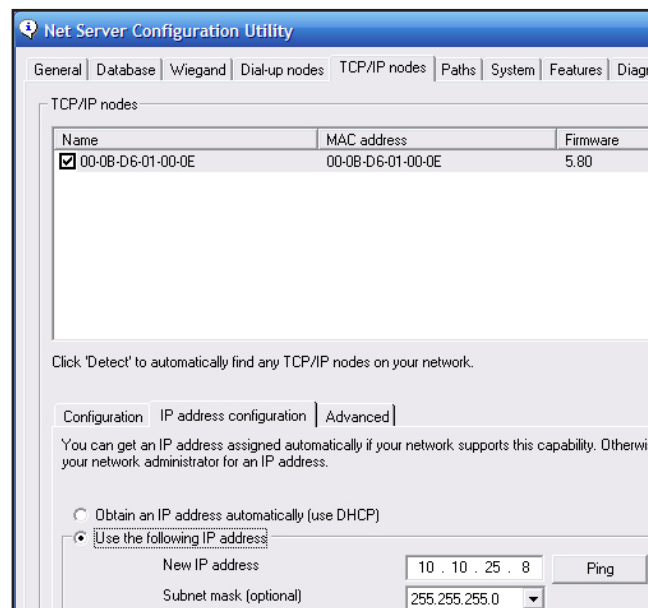 Net Server Configuration Utility
General Database Wiegand Dial-up nodes TCP/IP nodes Paths System Features Diagn
TCP/IP nodes
Name MAC address Firmware
00-0B-D6-01-00-0E 00-0B-D6-01-00-0E 5.80
Click 'Detect' to automatically find any TCP/IP nodes on your network.
Configuration IP address configuration Advanced
You can get an IP address assigned automatically if your network supports this capability. Otherwi
your network administrator for an IP address.
Obtain an IP address automatically (use DHCP)
Use the following IP address
New IP address 10 . 10 . 25 . 8 Ping
Subnet mask (optional) 255.255.255.0